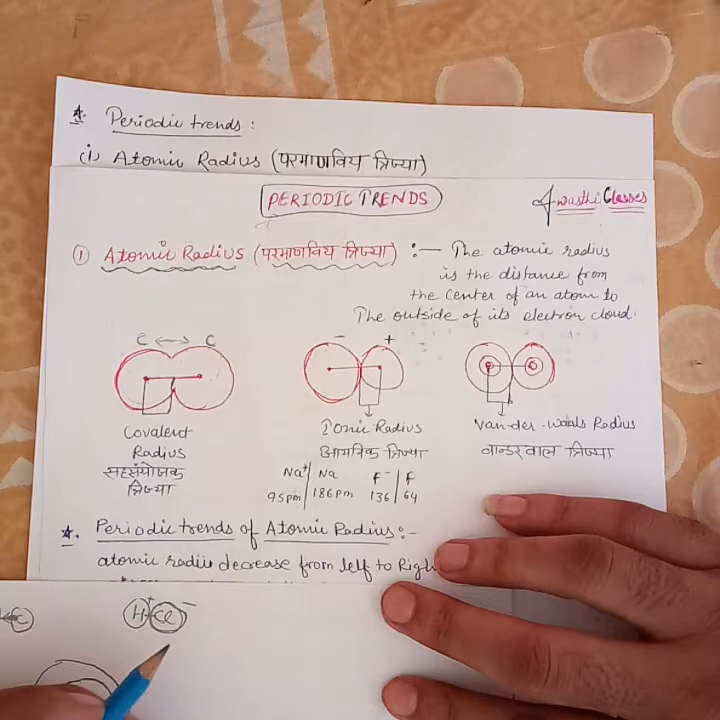 * Periodic trends :
(i) Atomic Radius (परमाणविय त्रिज्या)
PERIODIC TRENDS
Awasthi Classes
① Atomic Radius (परमाणविय त्रिज्या) :— The atomic radius
is the distance from
the center of an atom to
The outside of its electron cloud.
C ↔ C
- +
Covalent
Radius
सहसंयोजक
त्रिज्या
Ionic Radius
आयनिक त्रिज्या
Na+ | Na F- | F
95pm | 186pm 136 | 64
Van-der-waals Radius
वान्डरवाल त्रिज्या
*. Periodic trends of Atomic Radius :-
atomic radii decrease from left to Righ
C
H+ Cl-